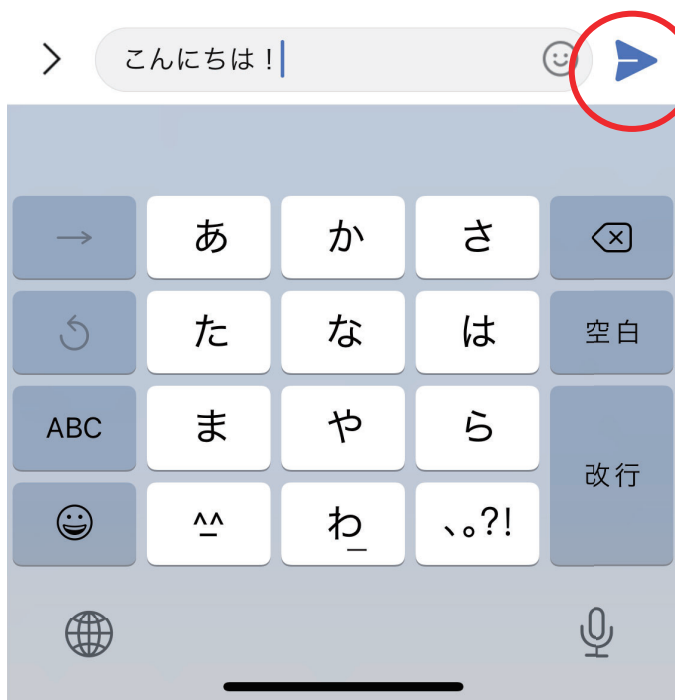 こんにちは！
あ か さ
た な は 空白
ABC ま や ら
改行
^_^ わ_ 、。?!